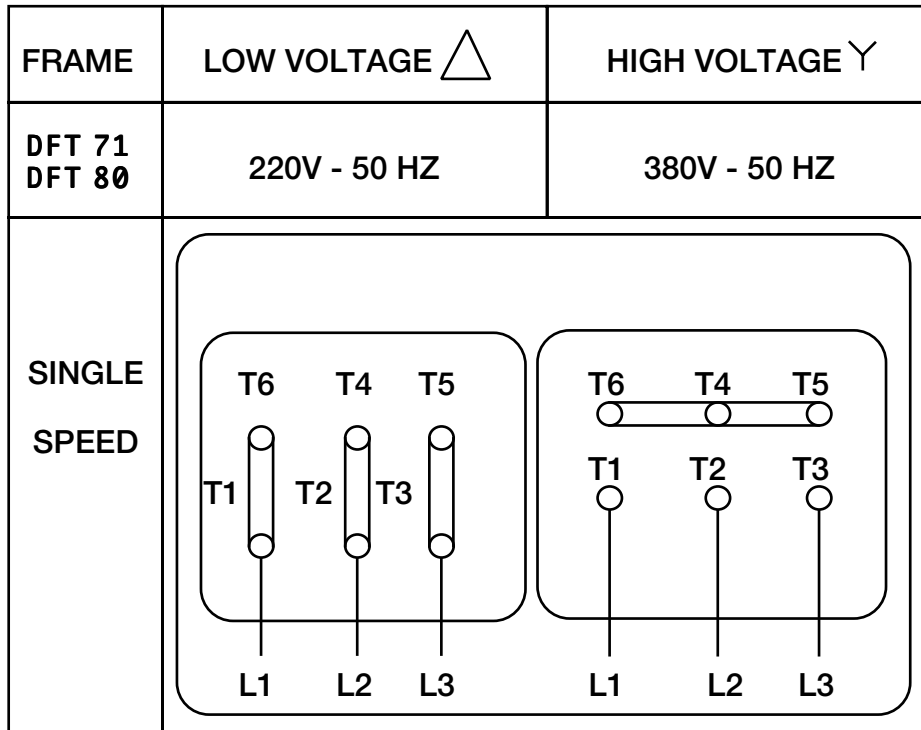 FRAME
LOW VOLTAGE
HIGH VOLTAGE
DFT 71
DFT 80
220V - 50 HZ
380V - 50 HZ
SINGLE
SPEED
T6 T4 T5
T1 T2 T3
L1 L2 L3
T6 T4 T5
T1 T2 T3
L1 L2 L3